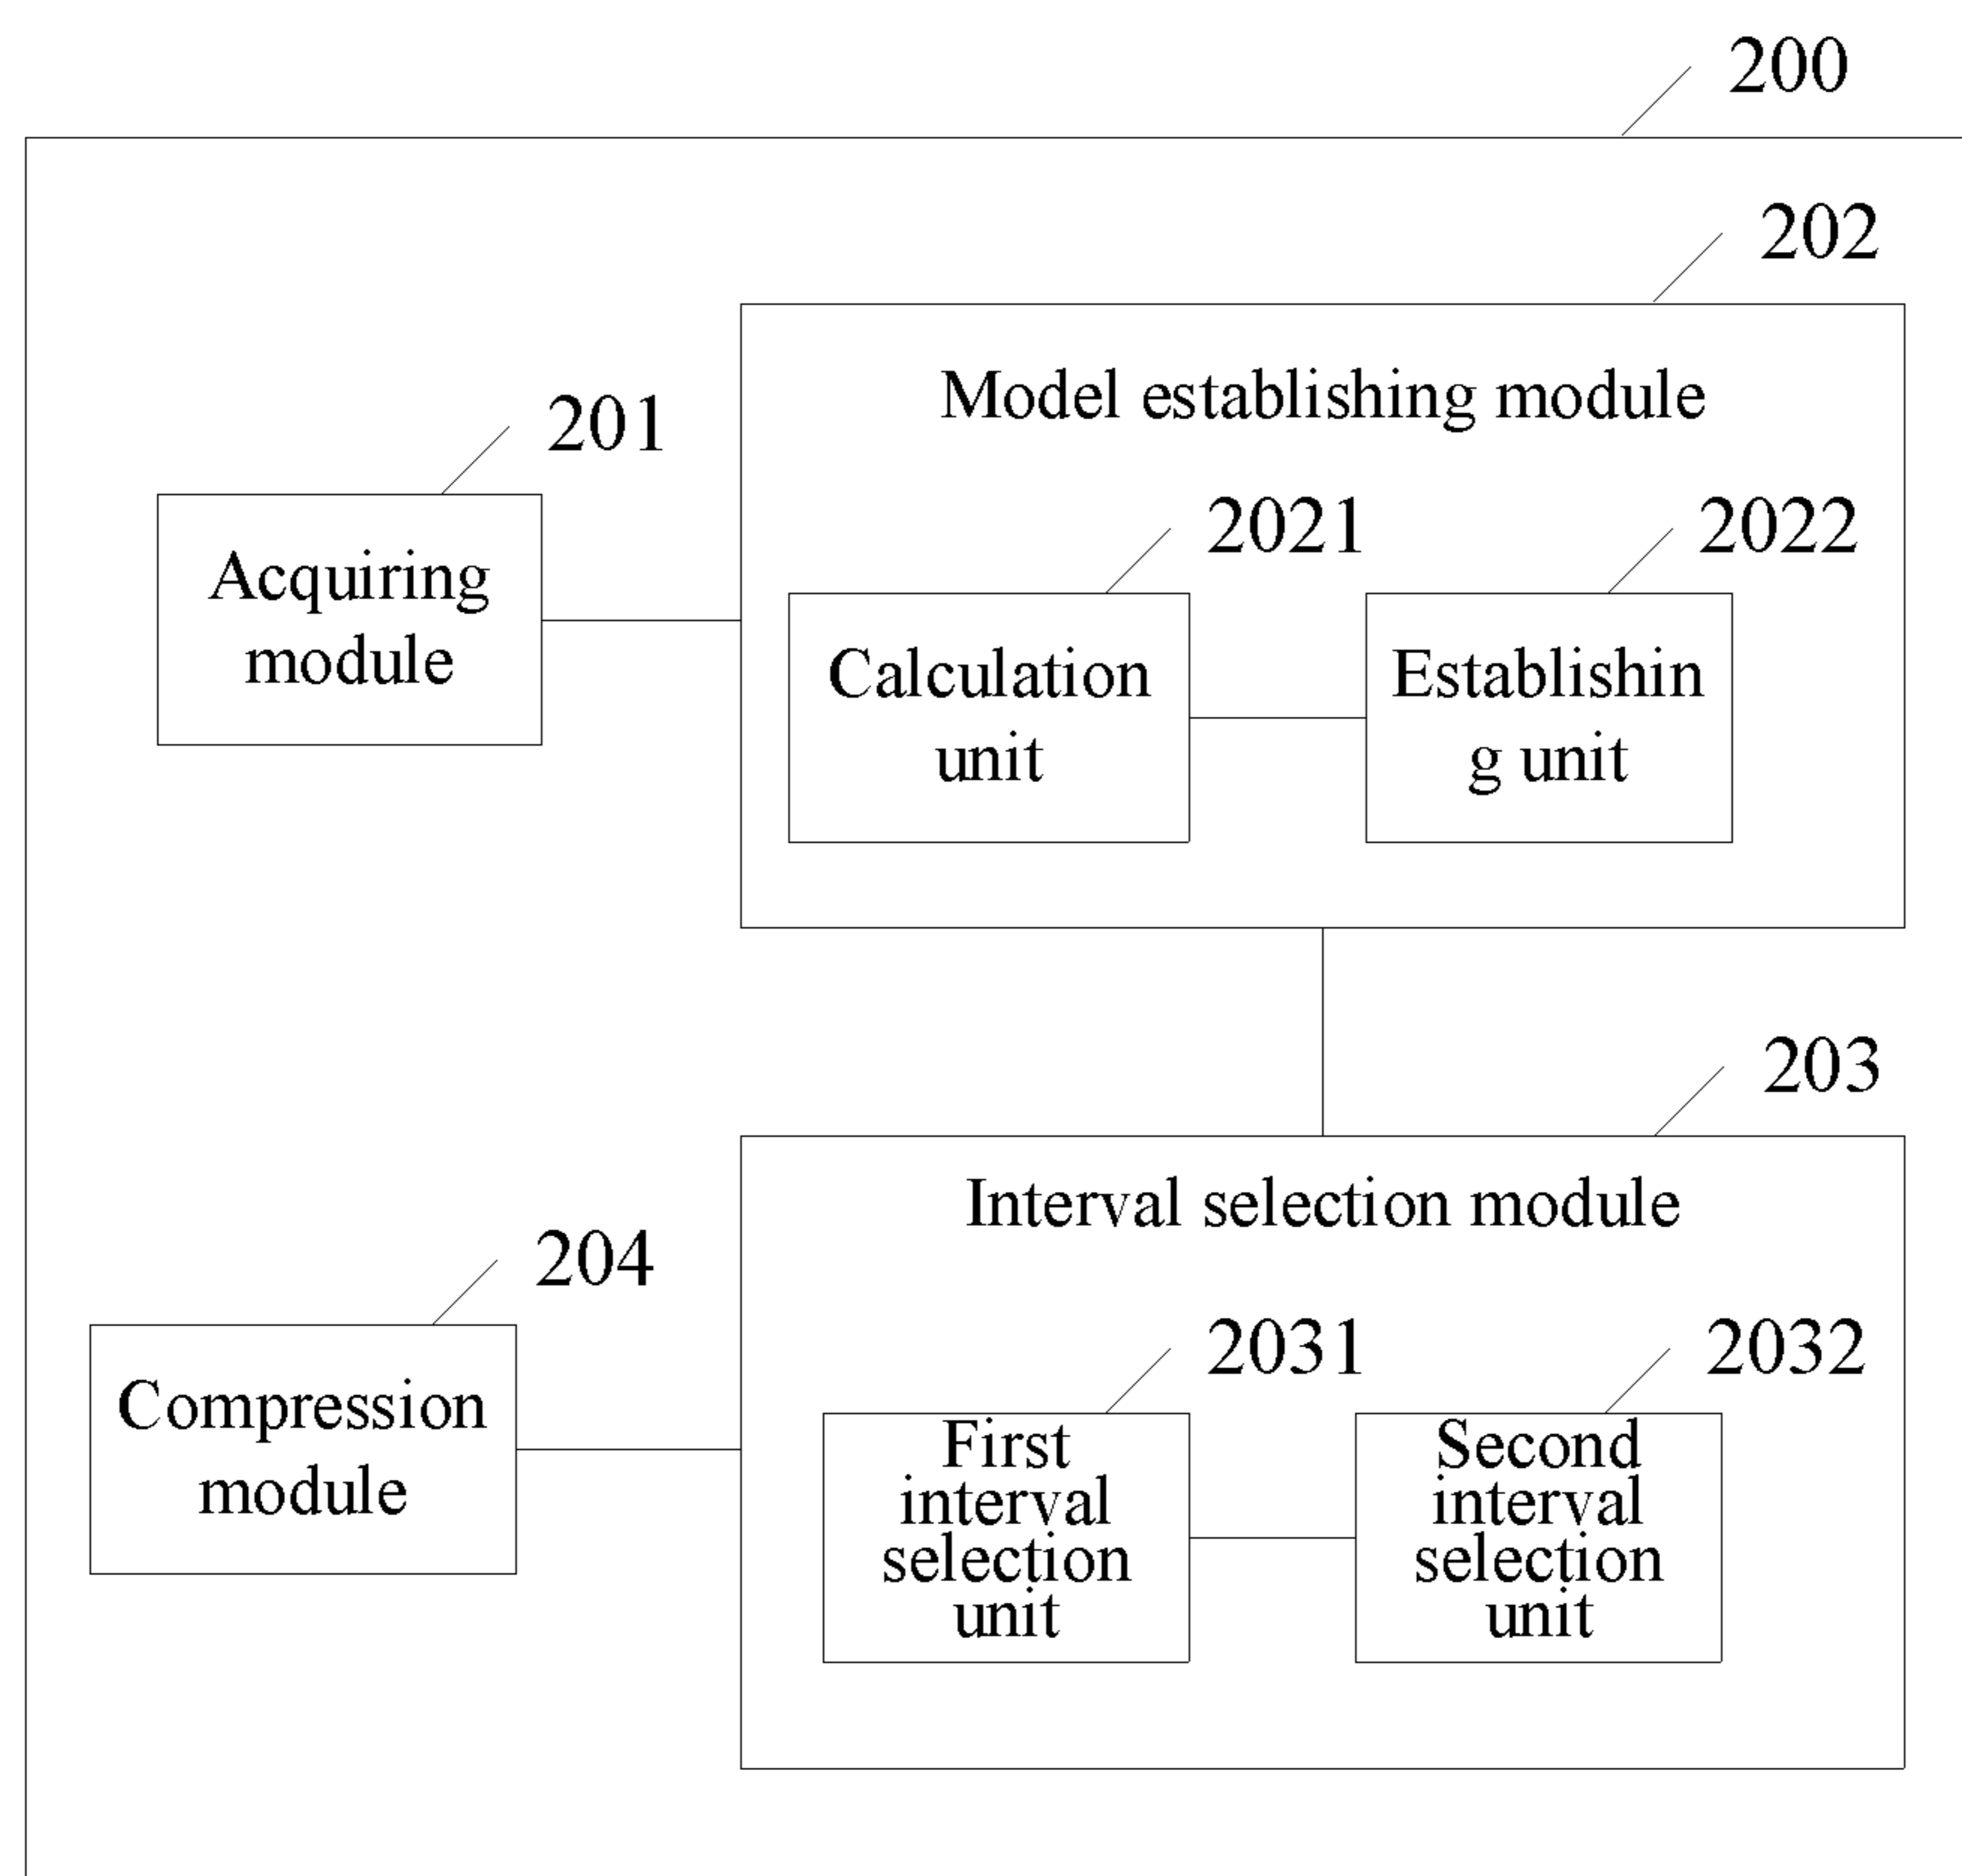 200
202
Model establishing module
201
Acquiring
module
2021
2022
Calculation
unit
Establishin
g unit
203
Interval selection module
204
Compression
module
2031
2032
First
interval
selection
unit
Second
interval
selection
unit